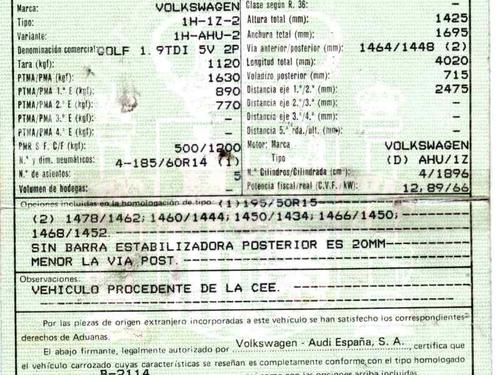 Marca: VOLKSWAGEN Clase según R. 36: –
Tipo: 1H-1Z-2 Altura total (mm): 1425
Variante: 1H-AHU-2 Anchura total (mm): 1695
Denominación comercial: GOLF 1.9TDI 5V 2P Vía anterior/posterior (mm): 1464/1448 (2)
Tara (kgf): 1120 Longitud total (mm): 4020
PTMA/PMA (kgf): 1630 Voladizo posterior (mm): 715
PTMA/PMA 1.º E (kgf): 890 Distancia eje 1.º/2.º (mm): 2475
PTMA/PMA 2.º E (kgf): 770 Distancia eje (mm): –
PTMA/PMA 3.º E (kgf): – Distancia eje (mm): –
PTMA/PMA 4.º E (kgf): – Distancia 5.ª rda./ult. (mm): –
PMR S F. C/F (kgf): 500/1200 Motor: Marca: VOLKSWAGEN
N.º y dim. neumáticos: 4-185/60R14 (1) Tipo (D) AHU/1Z
N.º de asientos: 5 N.º Cilindros/Cilindrada (cm 4/1896
Volumen de bodegas: – Potencia fiscal/real (C.V.F. kW): 12,89/66
Opciones incluidas en la homologación de tipo: (1)195/50R15
(2) 1478/1462; 1460/1444; 1450/1434; 1466/1450;
1468/1452.
SIN BARRA ESTABILIZADORA POSTERIOR ES 20MM
MENOR LA VIA POST.
Observaciones:
VEHICULO PROCEDENTE DE LA CEE.
Por las piezas de origen extranjero incorporadas a este vehículo se han satisfecho los correspondientes
derechos de Aduanas.
El abajo firmante, legalmente autorizado por Volkswagen - Audi España, S. A., certifica que
el vehículo carrozado cuyas características se reseñan es completamente conforme con el tipo homologado
B-2114 con las opciones arriba incluidas